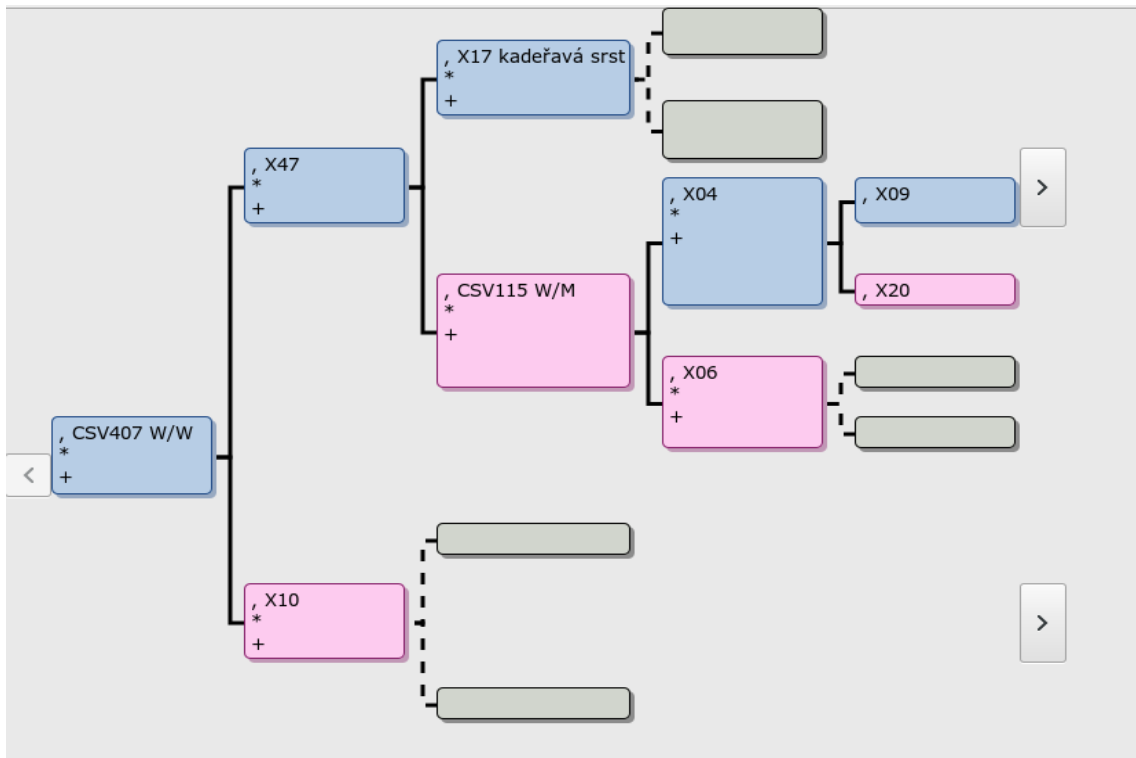 , X17 kadeřavá srst
*
+
, X47
*
+
, X04
*
+
, X09
>
, CSV115 W/M
*
+
, X20
, X06
*
+
, CSV407 W/W
*
+
<
, X10
*
+
>